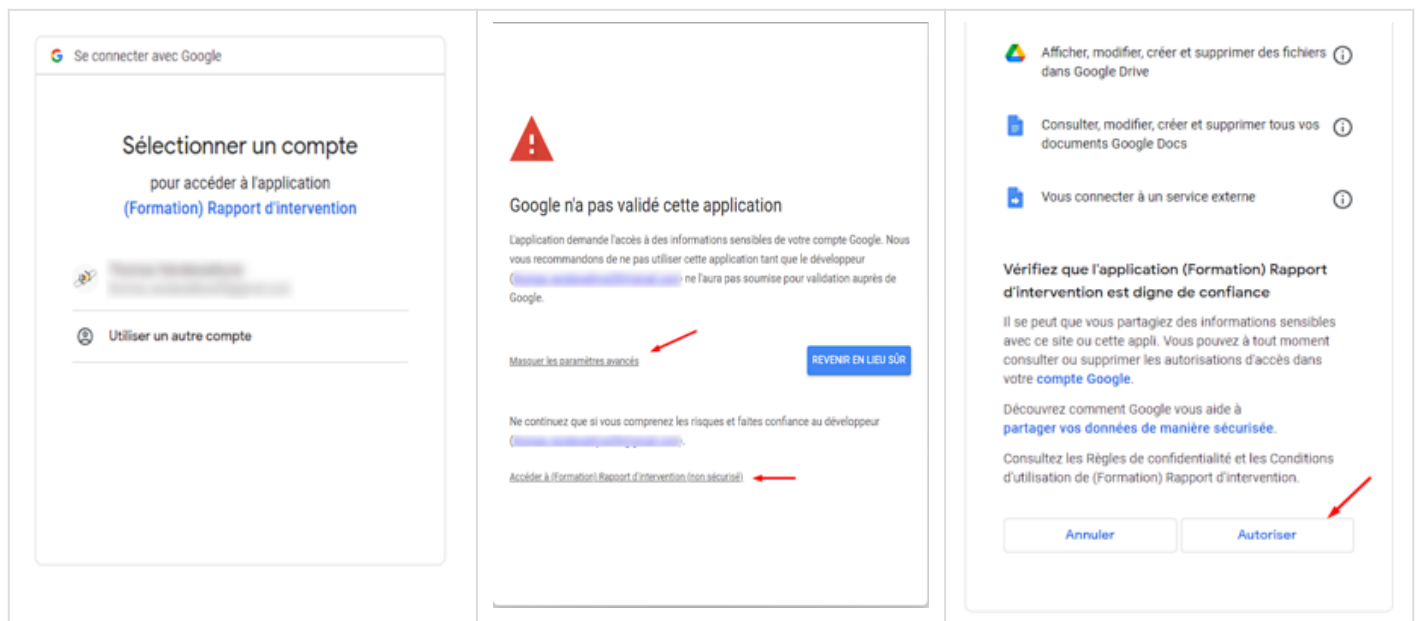 Se connecter avec Google
Sélectionner un compte
pour accéder à l'application
(Formation) Rapport d'intervention
Utiliser un autre compte
Google n'a pas validé cette application
L'application demande l'accès à des informations sensibles de votre compte Google. Nous
vous recommandons de ne pas utiliser cette application tant que le développeur
( ) ne l'aura pas soumise pour validation auprès de
Google.
Masquer les paramètres avancés
REVENIR EN LIEU SÛR
Ne continuez que si vous comprenez les risques et faites confiance au développeur
( ).
Accéder à (Formation) Rapport d'intervention (non sécurisé)
Afficher, modifier, créer et supprimer des fichiers
dans Google Drive
Consulter, modifier, créer et supprimer tous vos
documents Google Docs
Vous connecter à un service externe
Vérifiez que l'application (Formation) Rapport
d'intervention est digne de confiance
Il se peut que vous partagiez des informations sensibles
avec ce site ou cette appli. Vous pouvez à tout moment
consulter ou supprimer les autorisations d'accès dans
votre compte Google.
Découvrez comment Google vous aide à
partager vos données de manière sécurisée.
Consultez les Règles de confidentialité et les Conditions
d'utilisation de (Formation) Rapport d'intervention.
Annuler
Autoriser